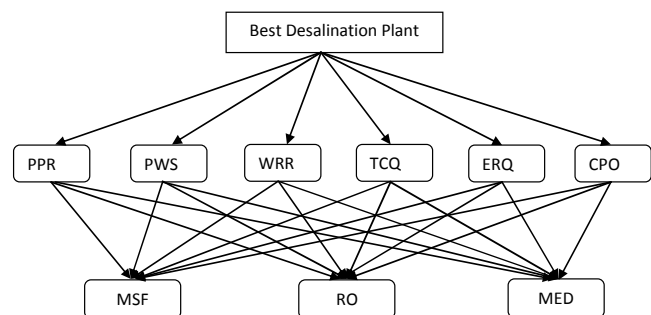 Best Desalination Plant
PPR PWS WRR TCQ ERQ CPO
MSF RO MED